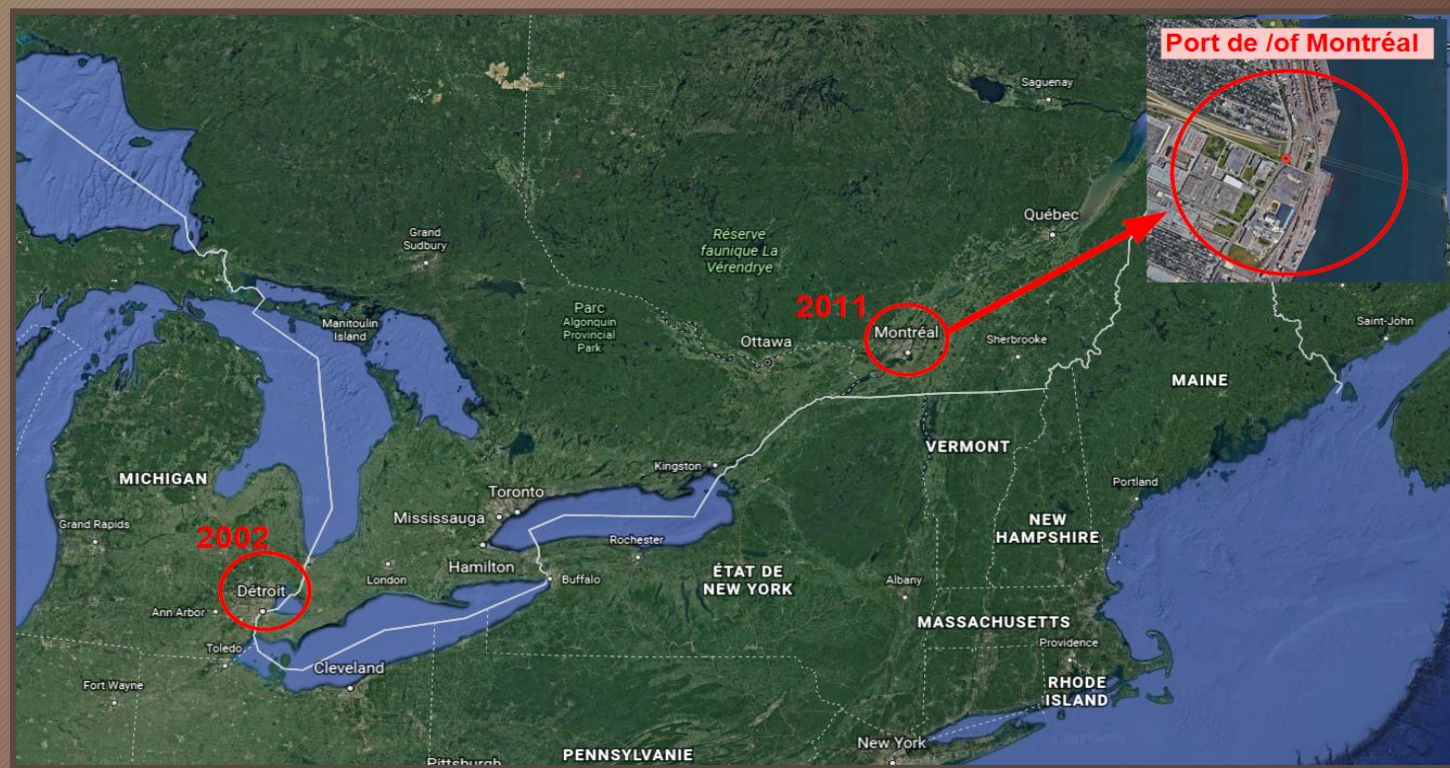 Port de /of Montréal
Saguenay
Québec
Grand
Sudbury
Réserve
faunique La
Vérendrye
2011
Parc
Algonquin
Provincial
Park
Manitoulin
Island
Ottawa
Montréal
Sherbrooke
Saint-John
MAINE
VERMONT
MICHIGAN
Kingston
Portland
Toronto
Mississauga
Grand Rapids
2002
NEW
HAMPSHIRE
Rochester
Hamilton
London
Buffalo
ÉTAT DE
NEW YORK
Albany
Détroit
Ann Arbor
MASSACHUSETTS
Providence
Toledo
Cleveland
Fort Wayne
RHODE
ISLAND
New York
PENNSYLVANIE
Pittsburgh